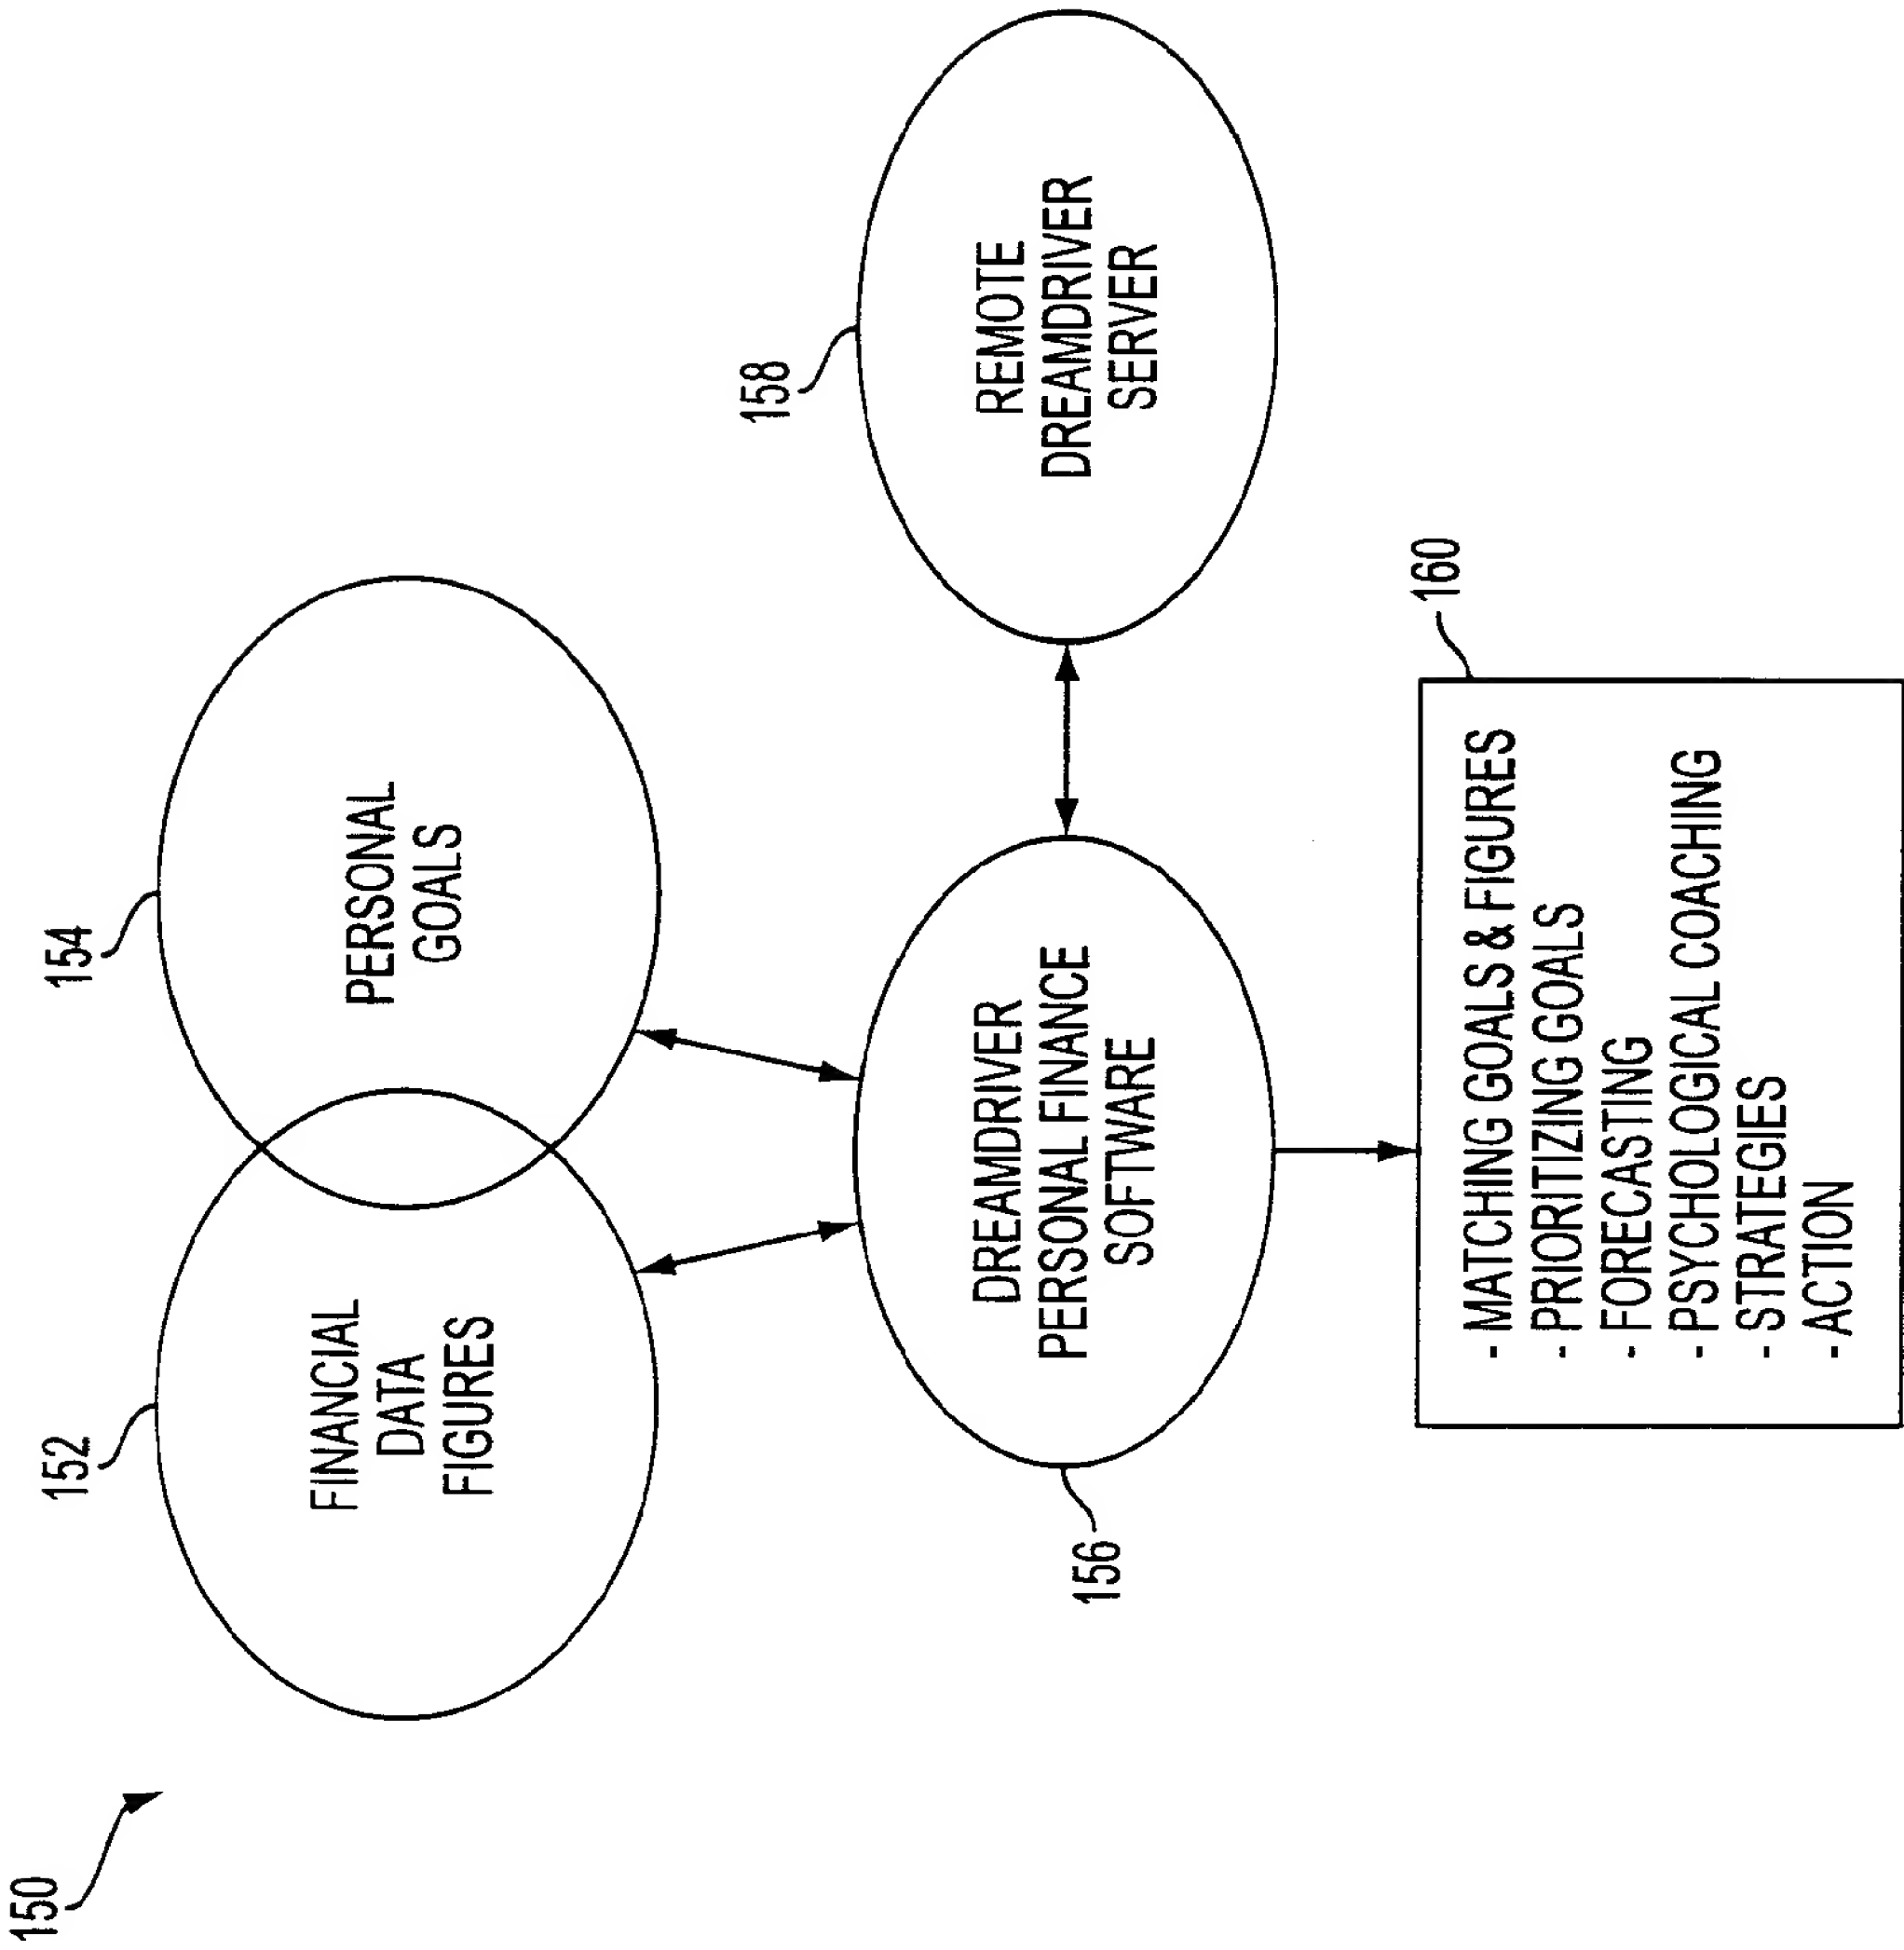 150
152
154
FINANCIAL
DATA
FIGURES
PERSONAL
GOALS
158
DREAMDRIVER
PERSONAL FINANCE
SOFTWARE
REMOTE
DREAMDRIVER
SERVER
156
160
- MATCHING GOALS & FIGURES
- PRIORITIZING GOALS
- FORECASTING
- PSYCHOLOGICAL COACHING
- STRATEGIES
- ACTION